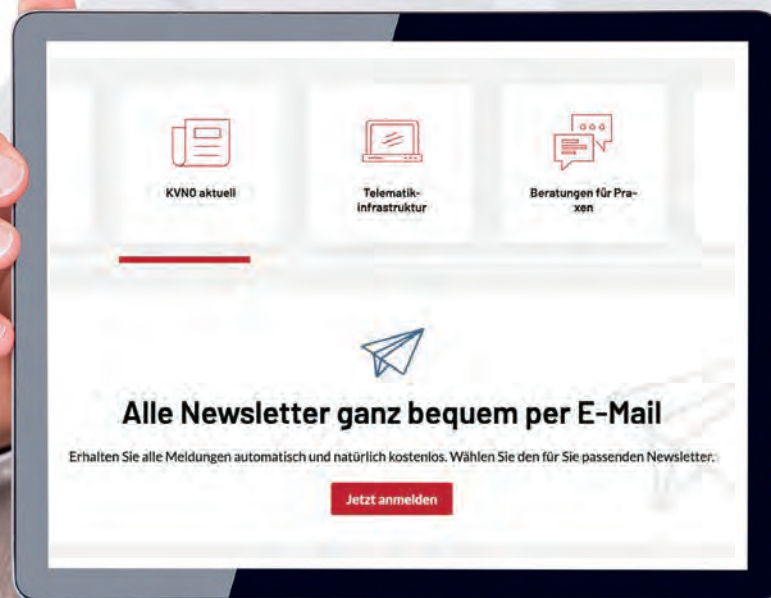 KVNO aktuell
Telematik-
infrastruktur
Beratungen für Pra-
xen
Alle Newsletter ganz bequem per E-Mail
Erhalten Sie alle Meldungen automatisch und natürlich kostenlos. Wählen Sie den für Sie passenden Newsletter.
Jetzt anmelden